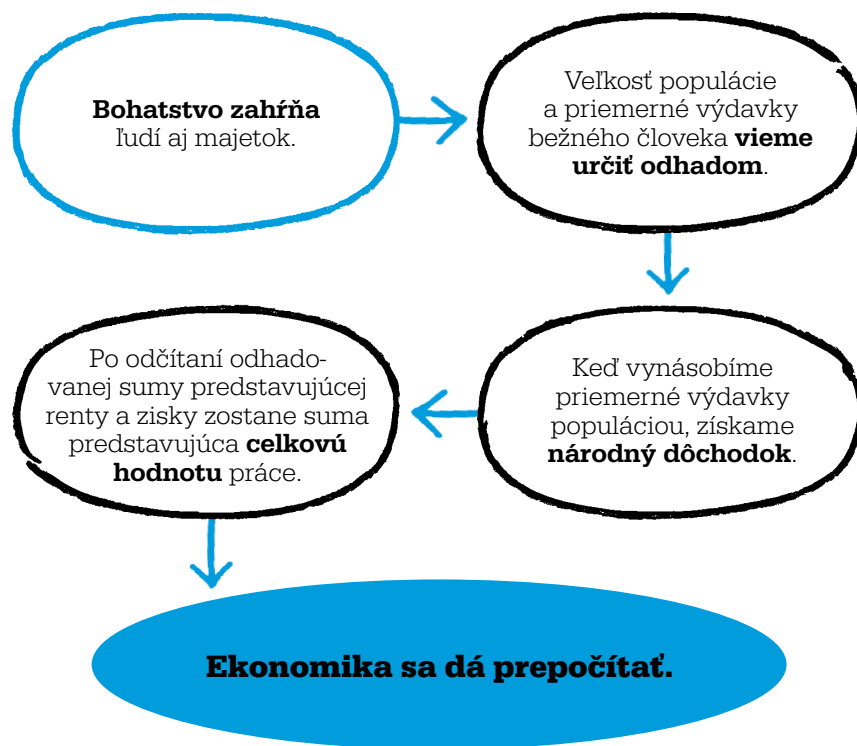 Bohatstvo zahŕňa
ľudí aj majetok.
Veľkosť populácie
a priemerné výdavky
bežného človeka vieme
určiť odhadom.
Keď vynásobíme
priemerné výdavky
populáciou, získame
národný dôchodok.
Po odčítaní odhado-
vanej sumy predstavujúcej
renty a zisky zostane suma
predstavujúca celkovú
hodnotu práce.
Ekonomika sa dá prepočítať.